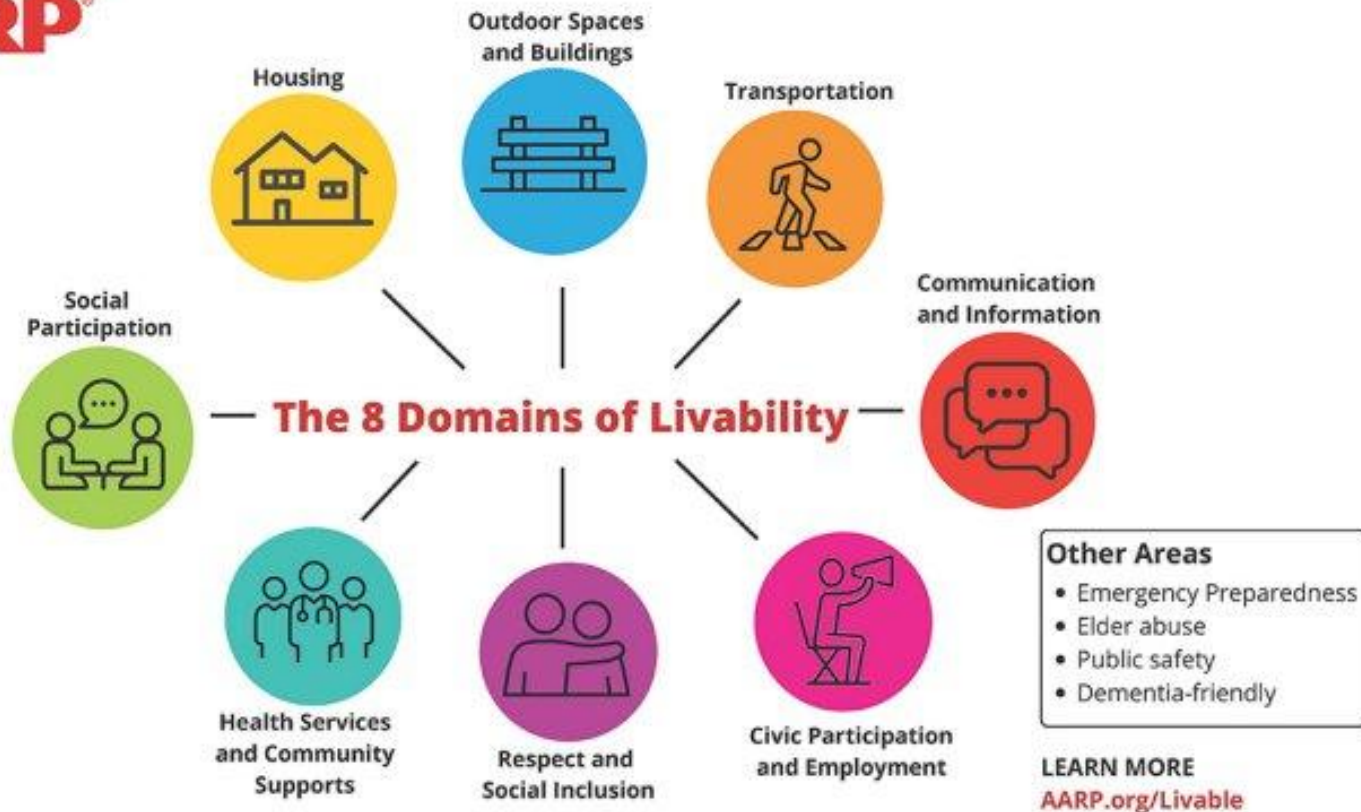 Outdoor Spaces
and Buildings
Housing
Transportation
Communication
and Information
Social
Participation
The 8 Domains of Livability
Health Services
and Community
Supports
Respect and
Social Inclusion
Civic Participation
and Employment
Other Areas
• Emergency Preparedness
• Elder abuse
• Public safety
• Dementia-friendly
LEARN MORE
AARP.org/Livable